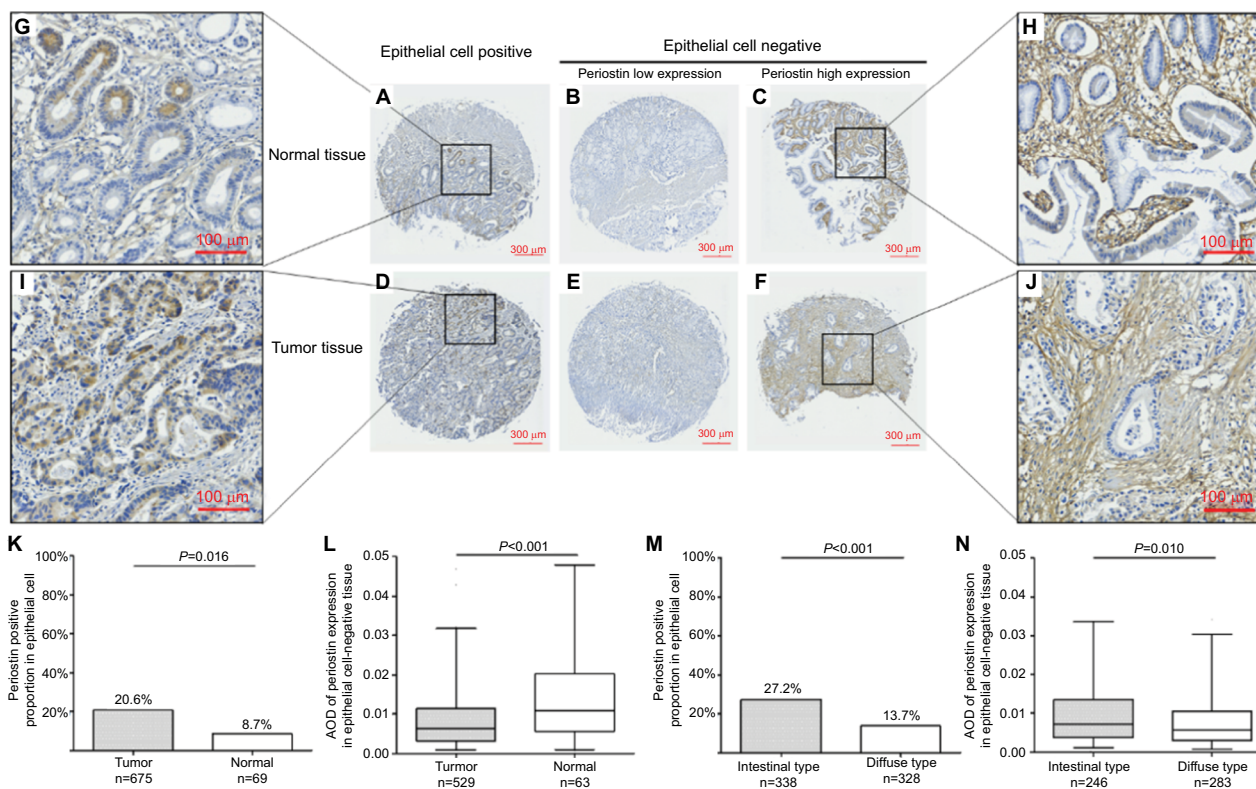 G
Epithelial cell positive
Epithelial cell negative
Periostin low expression
Periostin high expression
H
A
B
C
Normal tissue
100 µm
300 µm
300 µm
300 µm
100 µm
I
D
E
F
J
Tumor tissue
100 µm
300 µm
300 µm
300 µm
100 µm
K
Periostin positive
proportion in epithelial cell
100%
80%
60%
40%
20%
P=0.016
20.6%
8.7%
Tumor
n=675
Normal
n=69
L
AOD of periostin expression
in epithelial cell-negative tissue
0.05
0.04
0.03
0.02
0.01
0.00
P<0.001
Turmor
n=529
Normal
n=63
M
Periostin positive
proportion in epithelial cell
100%
80%
60%
40%
20%
P<0.001
27.2%
13.7%
Intestinal type
n=338
Diffuse type
n=328
N
AOD of periostin expression
in epithelial cell-negative tissue
0.05
0.04
0.03
0.02
0.01
0.00
P=0.010
Intestinal type
n=246
Diffuse type
n=283